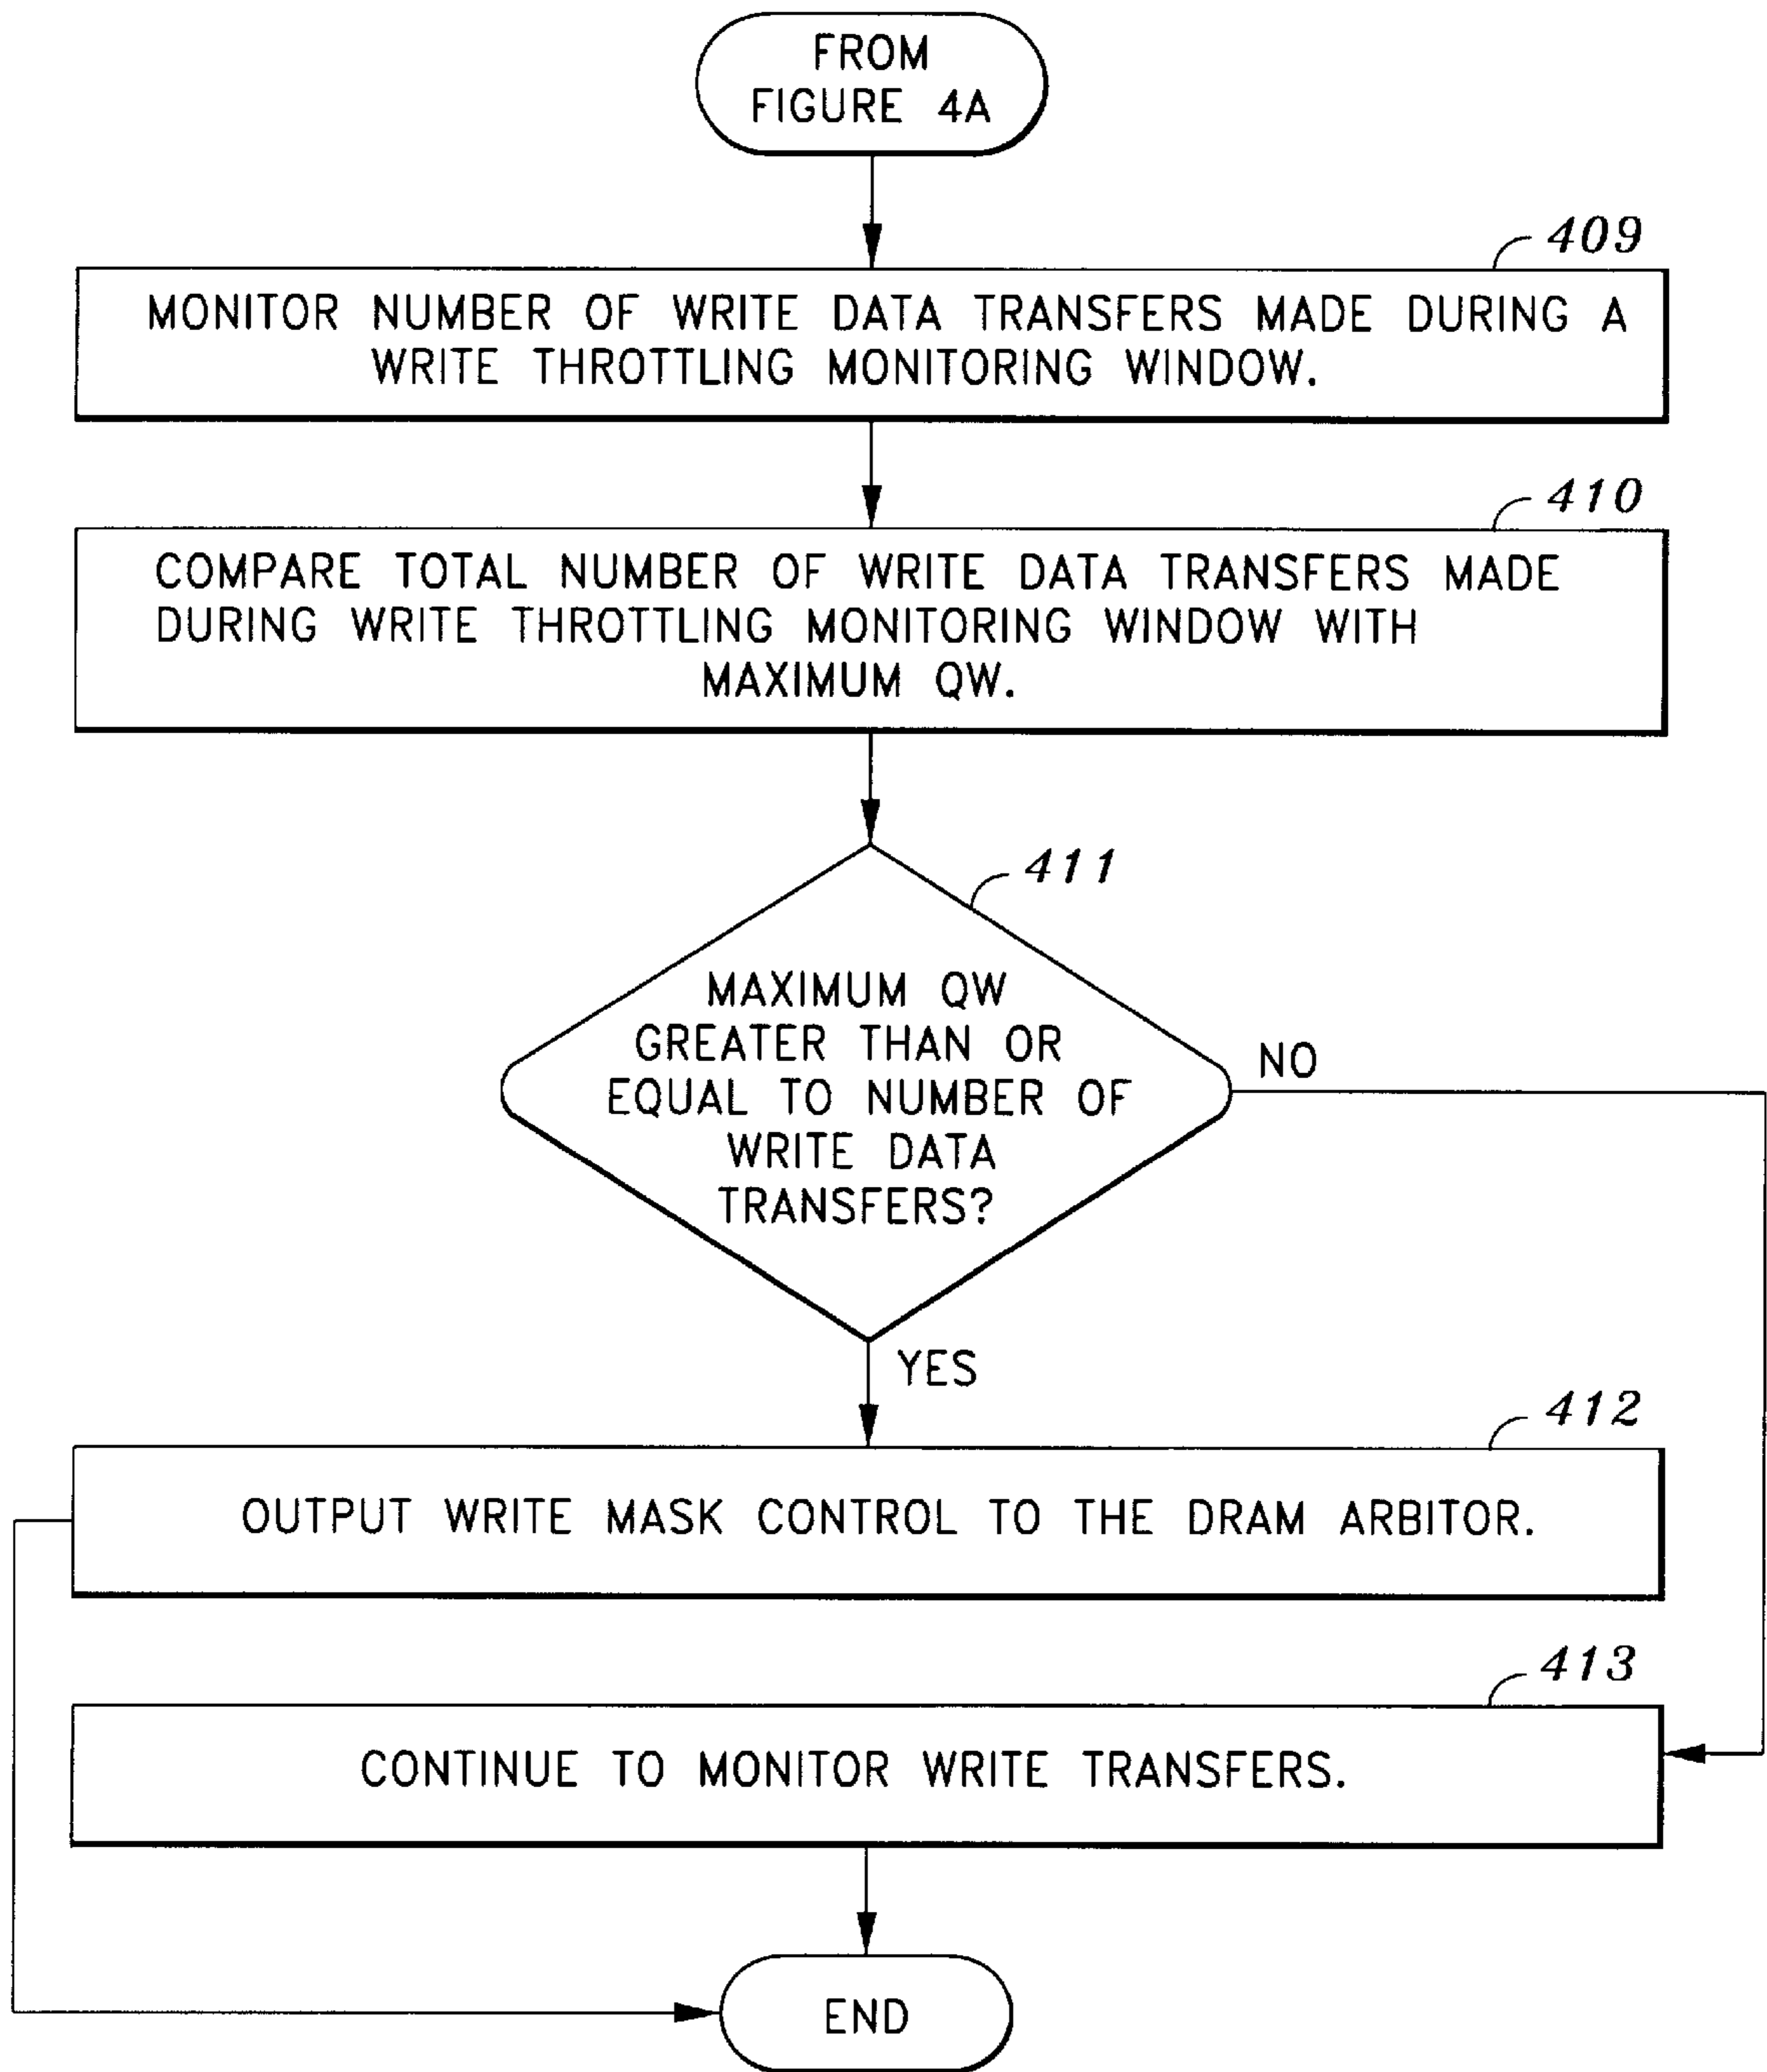 FROM
FIGURE 4A
409
MONITOR NUMBER OF WRITE DATA TRANSFERS MADE DURING A
WRITE THROTTLING MONITORING WINDOW.
410
COMPARE TOTAL NUMBER OF WRITE DATA TRANSFERS MADE
DURING WRITE THROTTLING MONITORING WINDOW WITH
MAXIMUM QW.
411
MAXIMUM QW
GREATER THAN OR
EQUAL TO NUMBER OF
WRITE DATA
TRANSFERS?
NO
YES
412
OUTPUT WRITE MASK CONTROL TO THE DRAM ARBITOR.
413
CONTINUE TO MONITOR WRITE TRANSFERS.
END